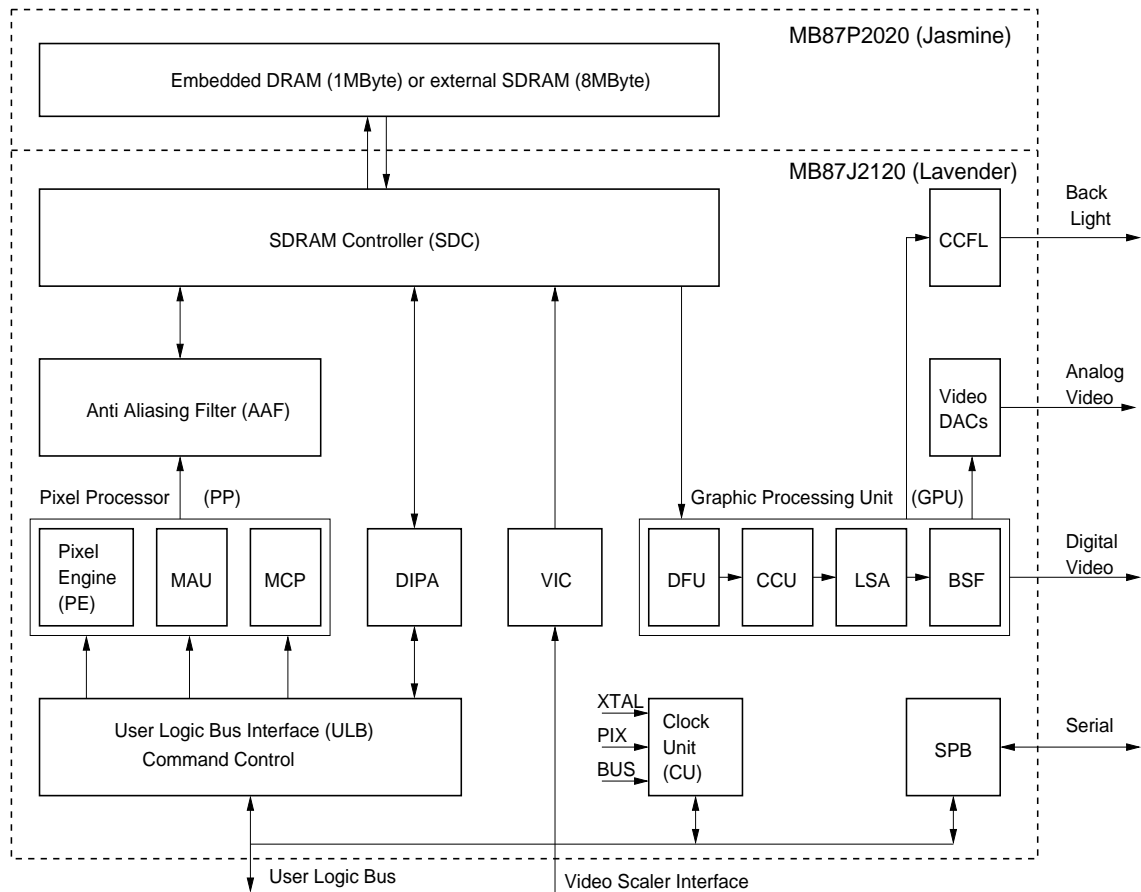 MB87P2020 (Jasmine)
Embedded DRAM (1MByte) or external SDRAM (8MByte)
MB87J2120 (Lavender)
SDRAM Controller (SDC)
CCFL
Back
Light
Anti Aliasing Filter (AAF)
Video
DACs
Analog
Video
Pixel Processor (PP)
Graphic Processing Unit (GPU)
Pixel
Engine
(PE)
MAU
MCP
DIPA
VIC
DFU
CCU
LSA
BSF
Digital
Video
User Logic Bus Interface (ULB)
Command Control
XTAL
PIX
BUS
Clock
Unit
(CU)
SPB
Serial
User Logic Bus
Video Scaler Interface